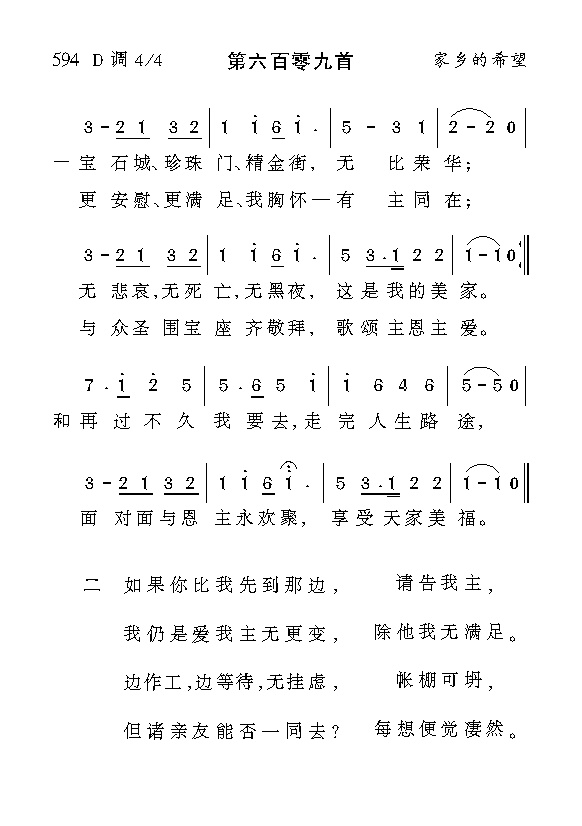 594 D 调 4/4 第六百零九首 家乡的希望
3 - 2 1 3 2 | 1 i 6 i . | 5 - 3 1 | 2 - 2 0 |
一 宝 石城、珍珠 门、精金街， 无 比 荣 华；
更 安慰、更满 足、我胸怀一有 主同在；
3 - 2 1 3 2 | 1 1 i 6 i . | 5 3 . 1 2 2 | 1 - 1 0 :||
无 悲哀，无死 亡，无黑夜， 这是我的美 家。
与 众圣 围宝 座 齐敬拜， 歌颂 主恩主 爱。
7 . i 2 5 | 5 . 6 5 i | i 6 4 6 | 5 - 5 0 |
和 再 过 不 久 我 要去，走 完 人生路 途，
3 - 2 1 3 2 | 1 i 6 i . | 5 3 . 1 2 2 | 1 - 1 0 ||
面 对面与恩 主永欢聚， 享受 天家美 福。
二 如果你比我先到那边， 请告我主，
我仍是爱我主无更变， 除他我无满足。
边作工，边等待，无挂虑， 帐棚可坍，
但诸亲友能否一同去？ 每想便觉凄然。